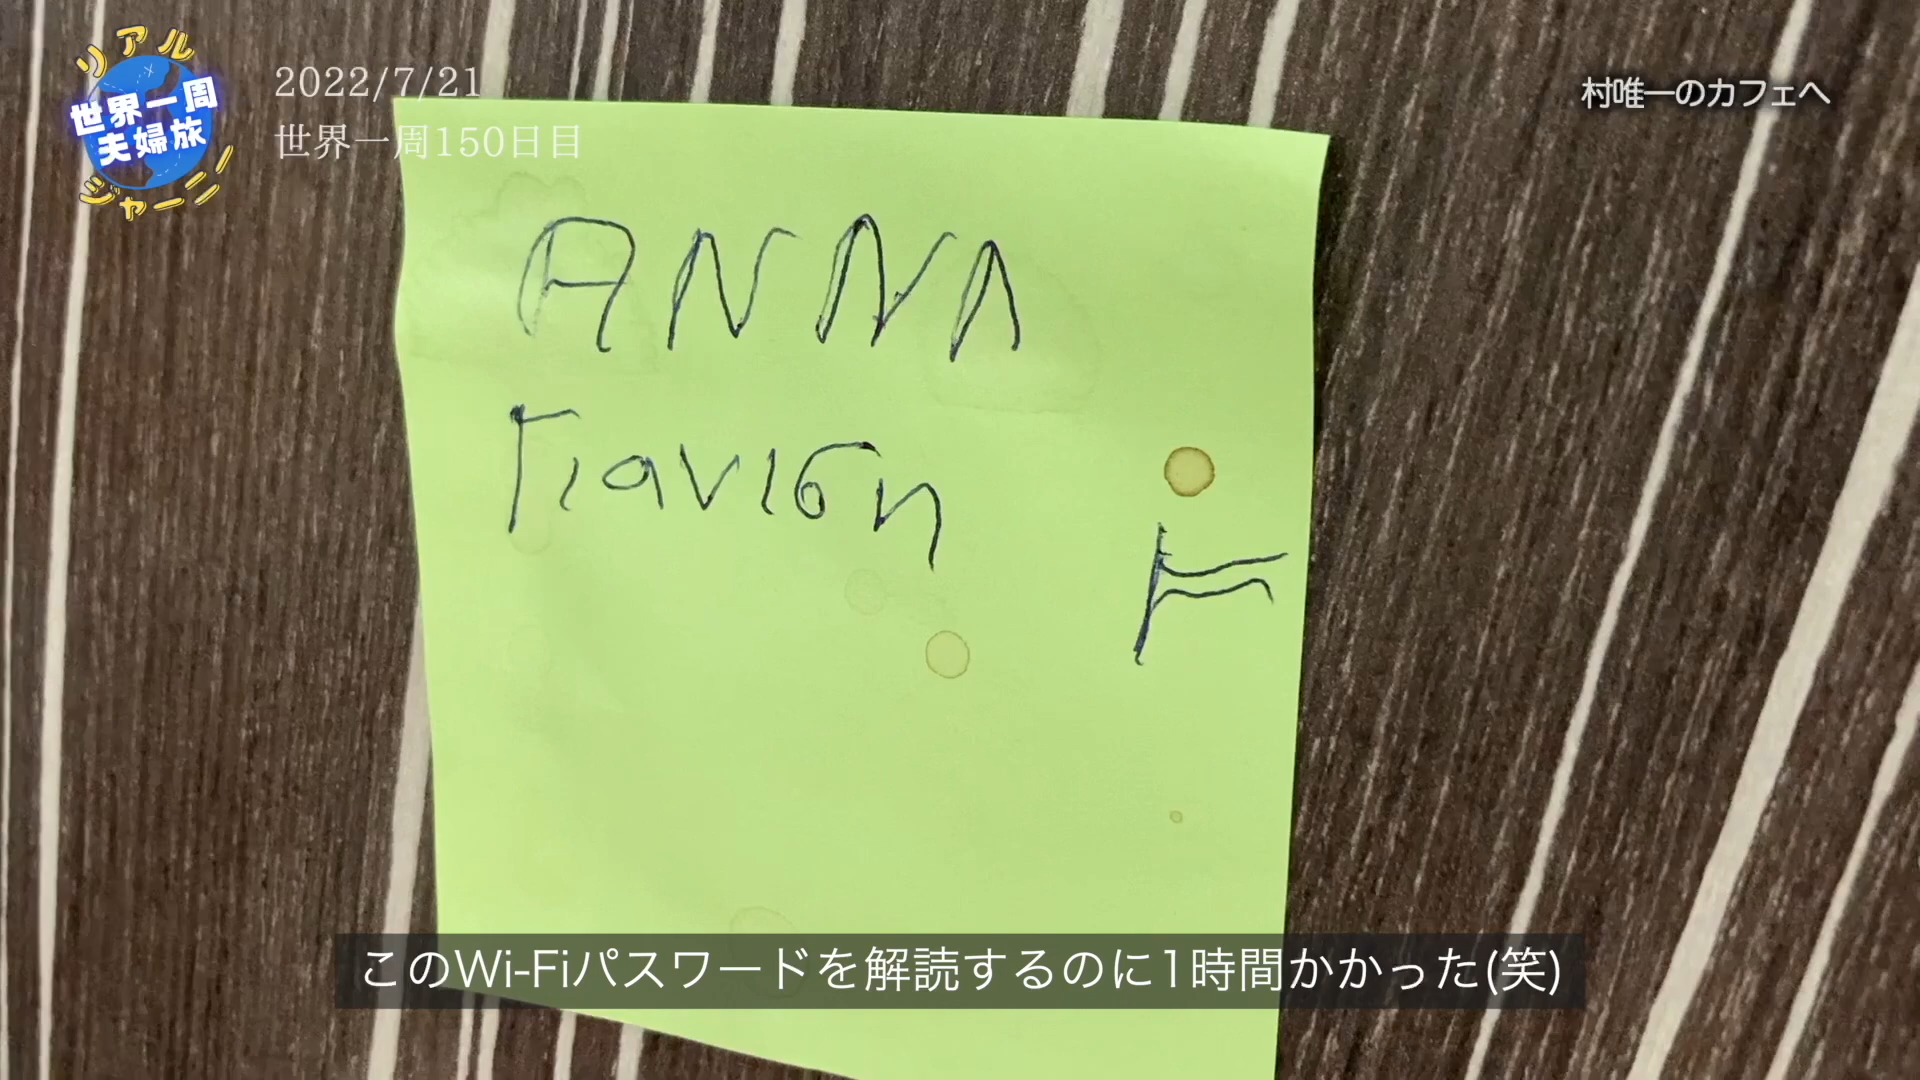 リアル
世界一周
夫婦旅
ジャーニー
2022/7/21
世界一周150日目
村唯一のカフェへ
ANNA
このWi-Fiパスワードを解読するのに1時間かかった(笑)